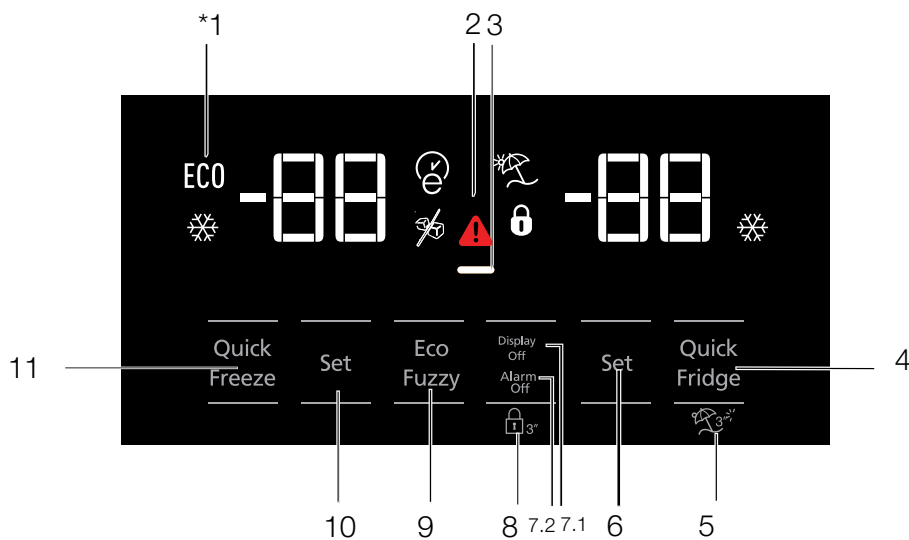 *1
2 3
ECO -88 -88
Quick Freeze
Set
Eco Fuzzy
Display Off
Alarm Off
Set
Quick Fridge
11
4
3"
3"
10
9
8
7.2 7.1
6
5